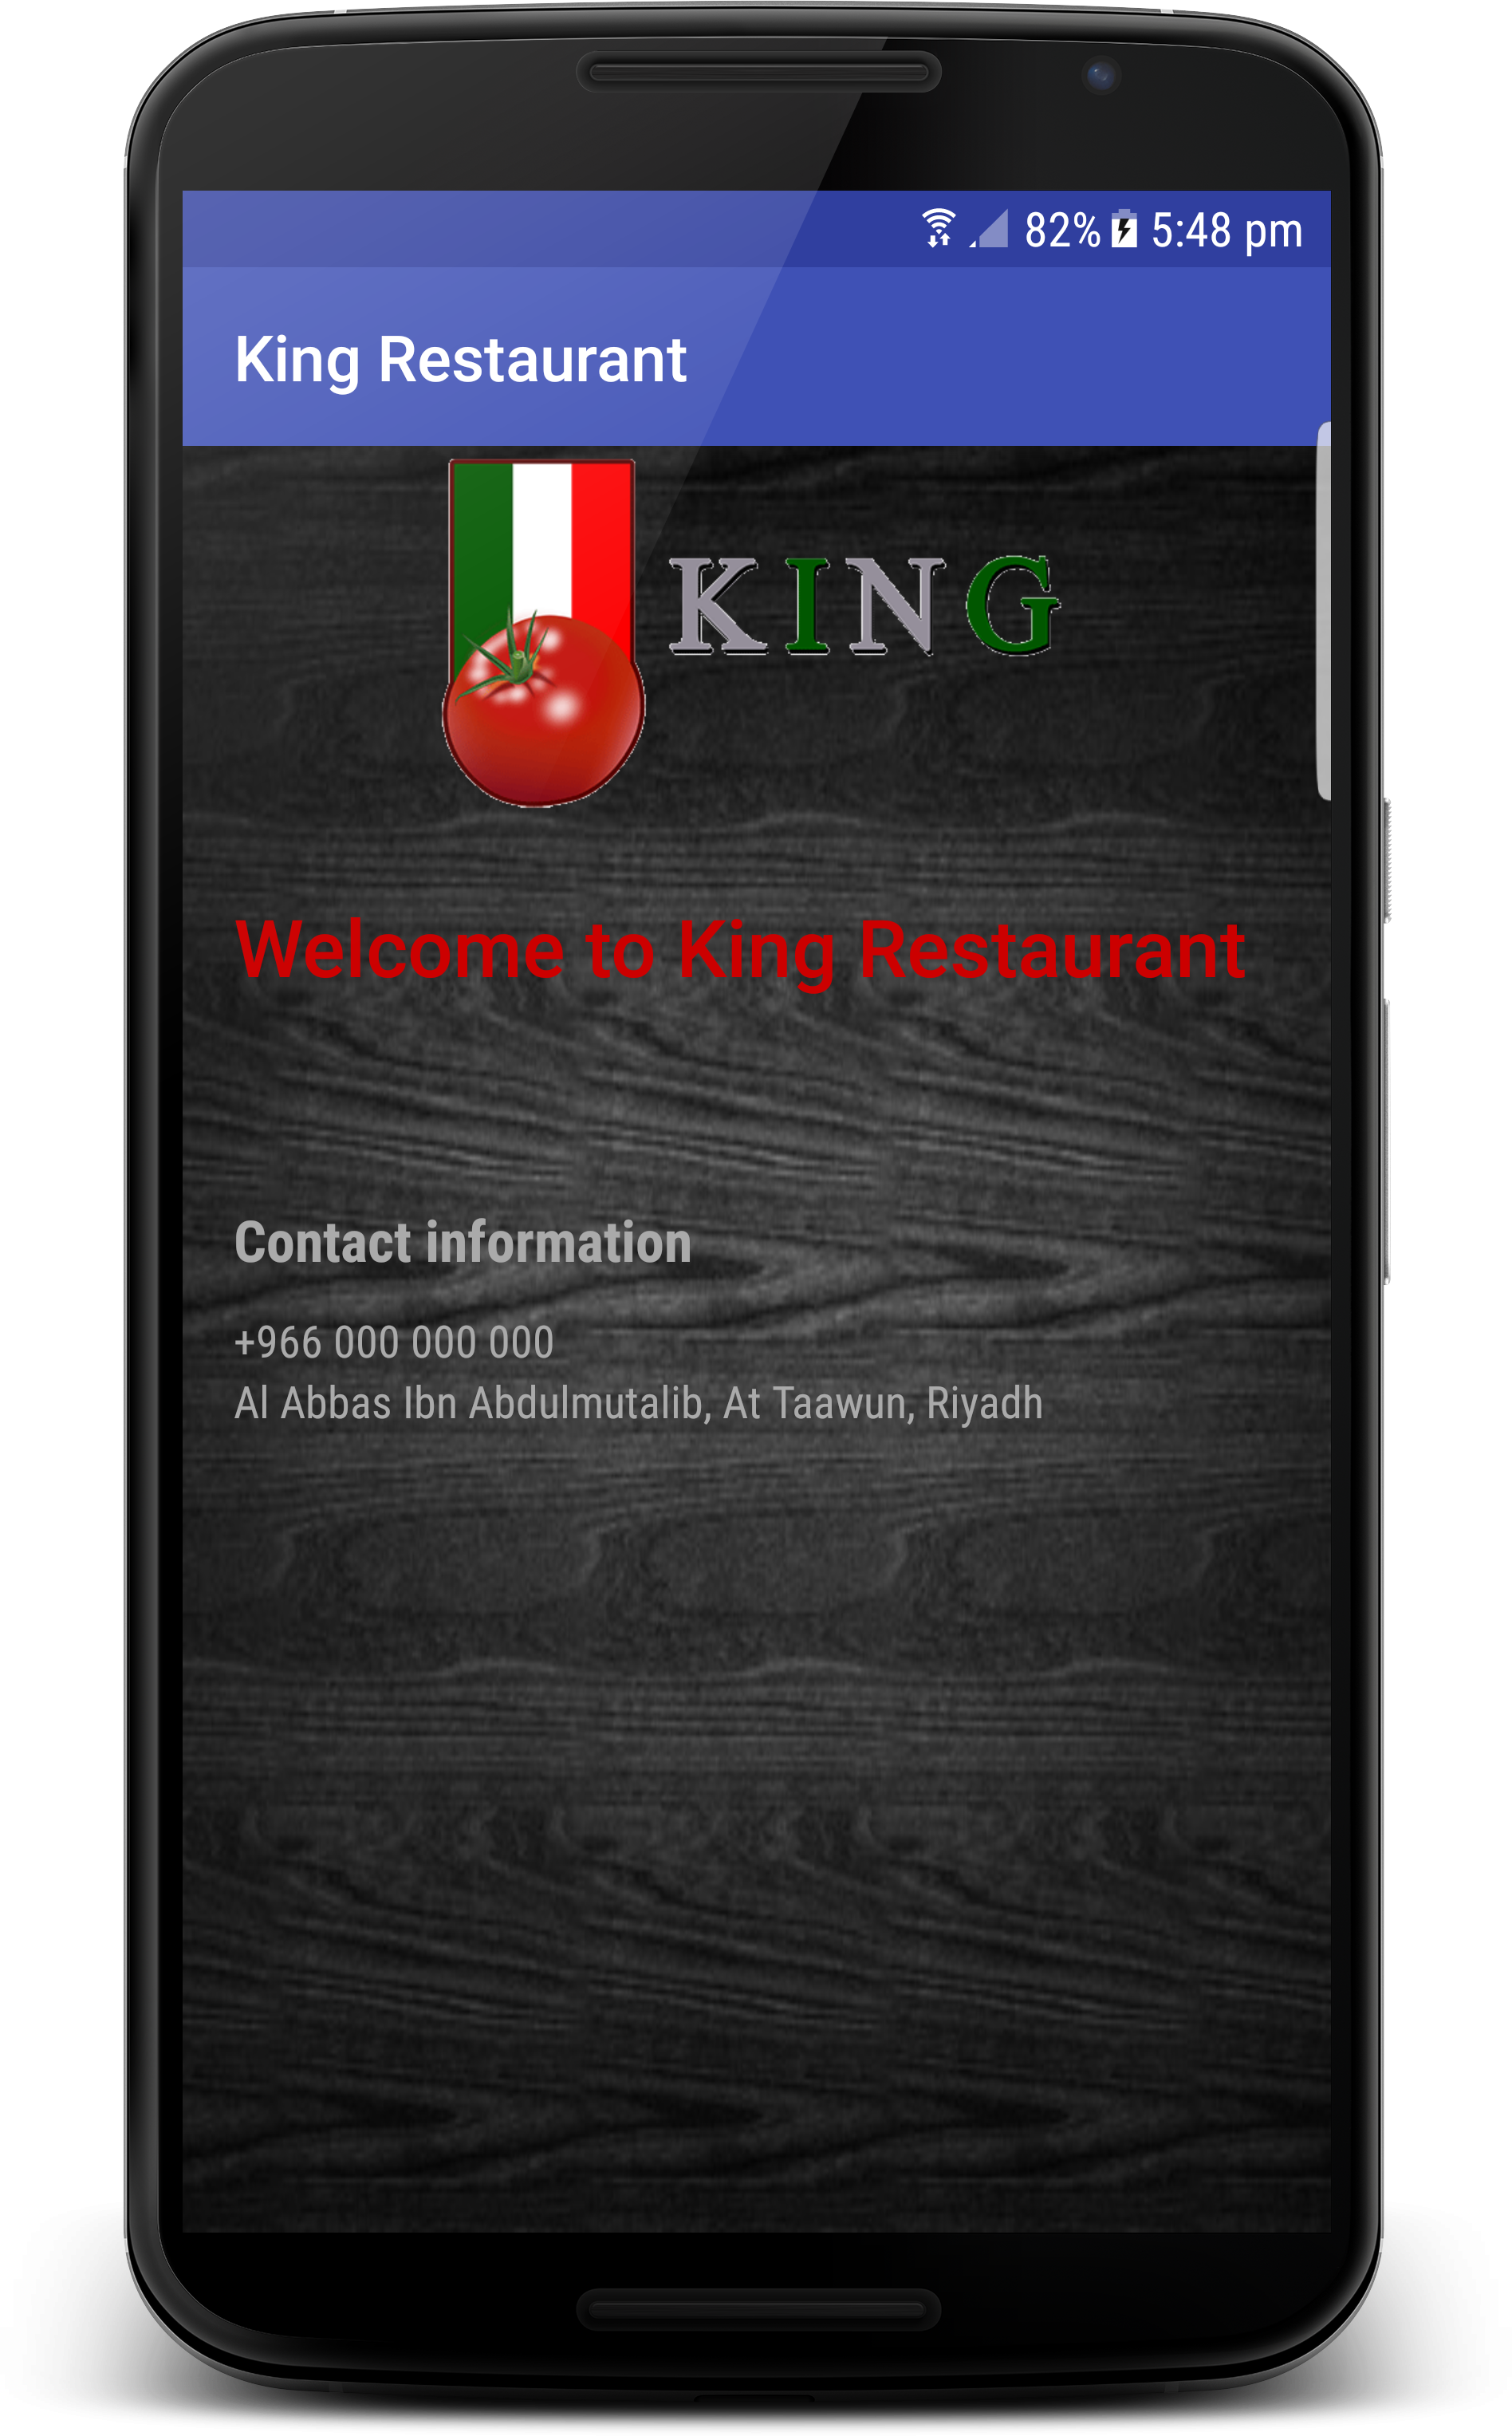 82% 5:48 pm
King Restaurant
KING
Welcome to King Restaurant
Contact information
+966 000 000 000
Al Abbas Ibn Abdulmutalib, At Taawun, Riyadh